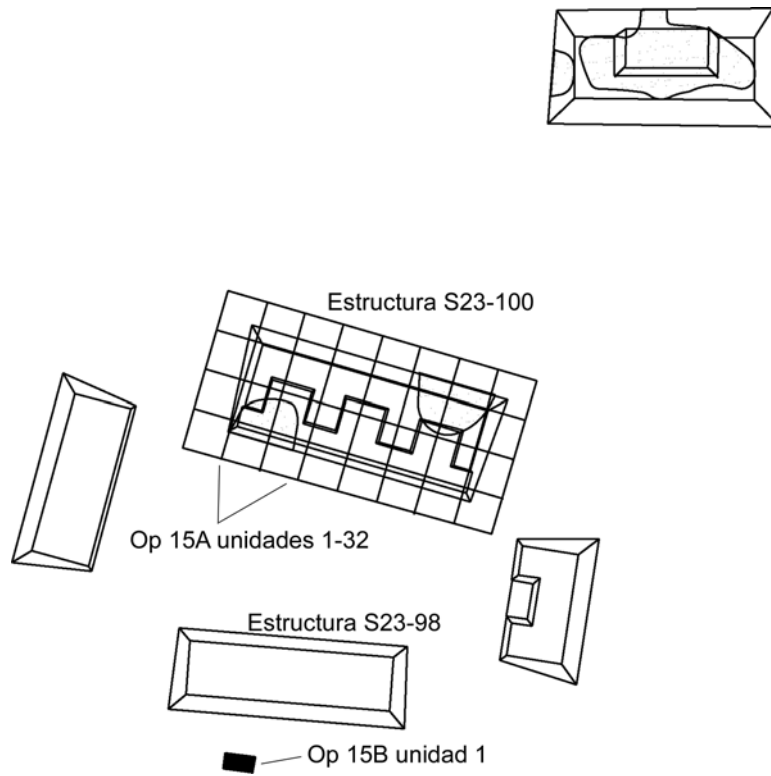 Estructura S23-100
Op 15A unidades 1-32
Estructura S23-98
Op 15B unidad 1